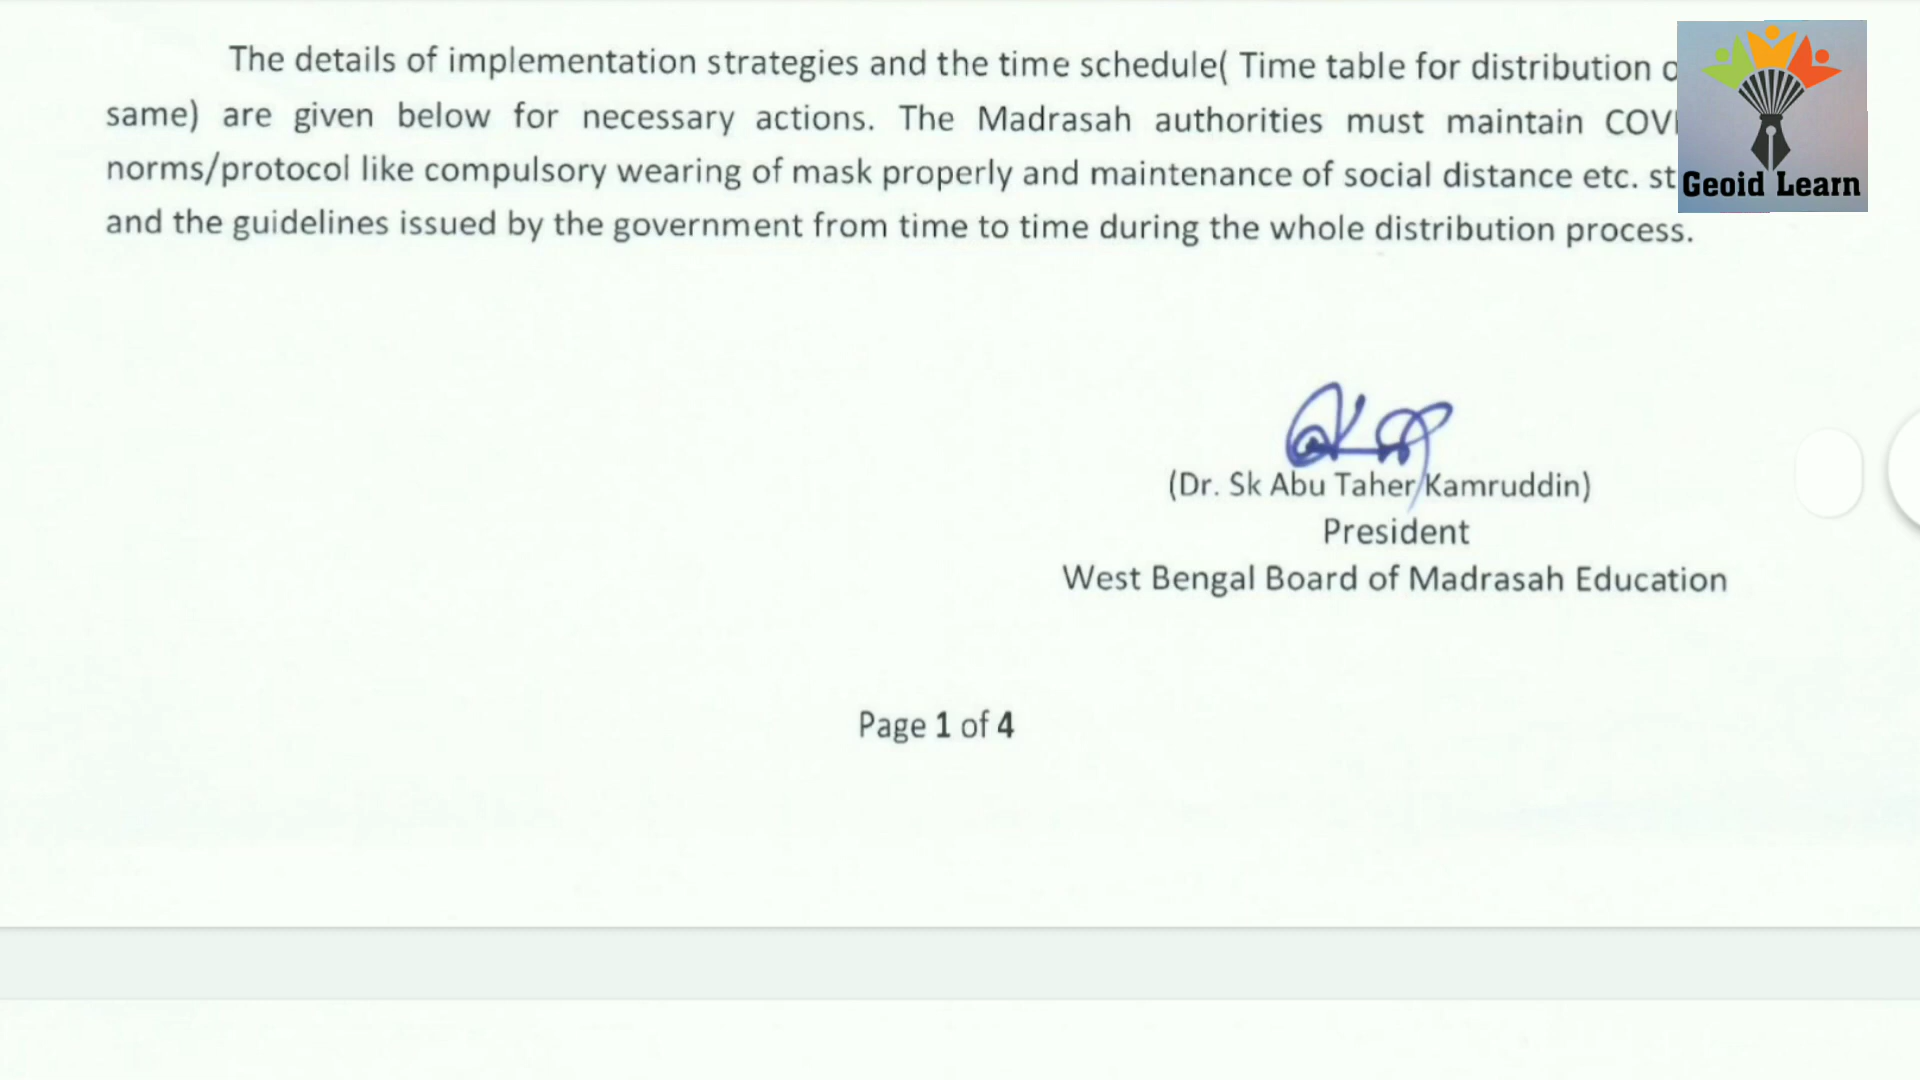 The details of implementation strategies and the time schedule( Time table for distribution
same) are given below for necessary actions. The Madrasah authorities must maintain
norms/protocol like compulsory wearing of mask properly and maintenance of social distance etc.
and the guidelines issued by the government from time to time during the whole distribution process.
Geoid Learn
(Dr. Sk Abu Taher Kamruddin)
President
West Bengal Board of Madrasah Education
Page 1 of 4